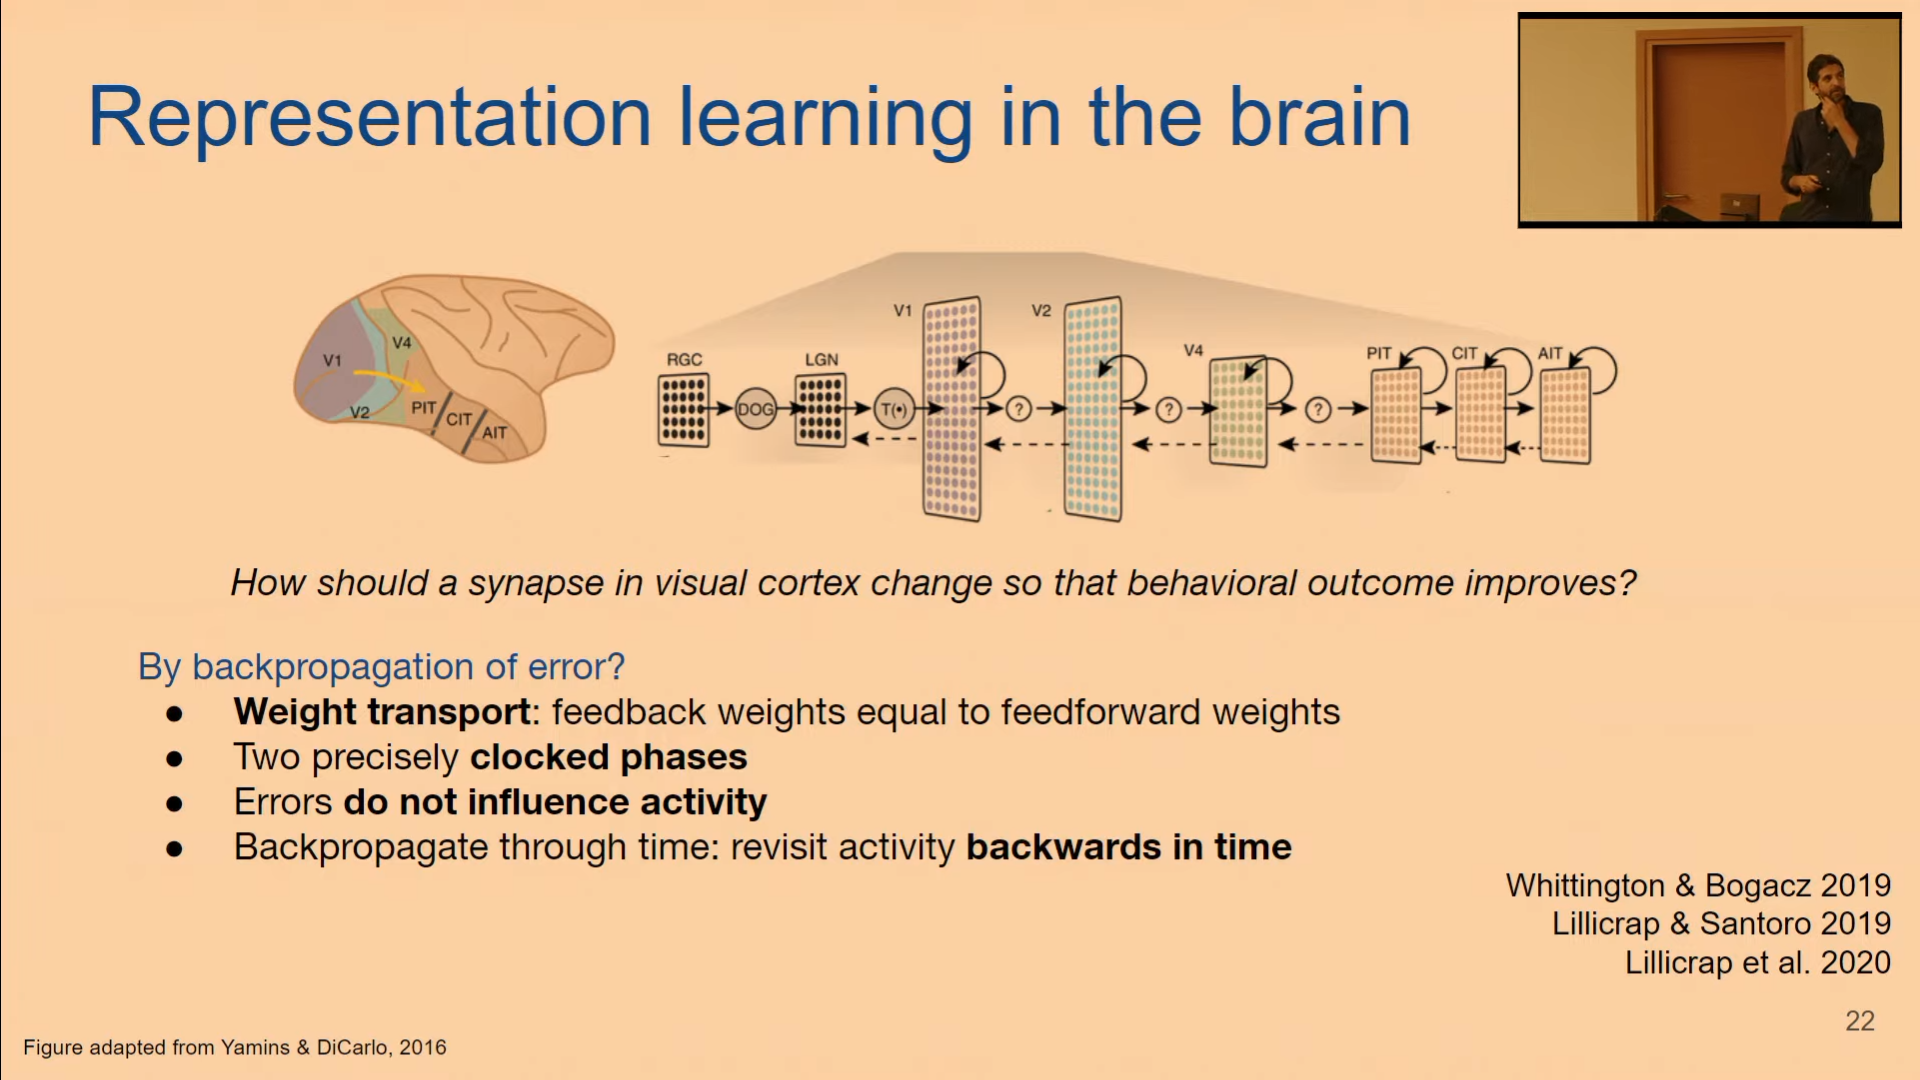 Representation learning in the brain
V1
V2
V4
PIT
CIT
AIT
RGC
DOG
LGN
T(•)
V1
?
V2
?
V4
?
PIT
CIT
AIT
How should a synapse in visual cortex change so that behavioral outcome improves?
By backpropagation of error?
● Weight transport: feedback weights equal to feedforward weights
● Two precisely clocked phases
● Errors do not influence activity
● Backpropagate through time: revisit activity backwards in time
Whittington & Bogacz 2019
Lillicrap & Santoro 2019
Lillicrap et al. 2020
22
Figure adapted from Yamins & DiCarlo, 2016